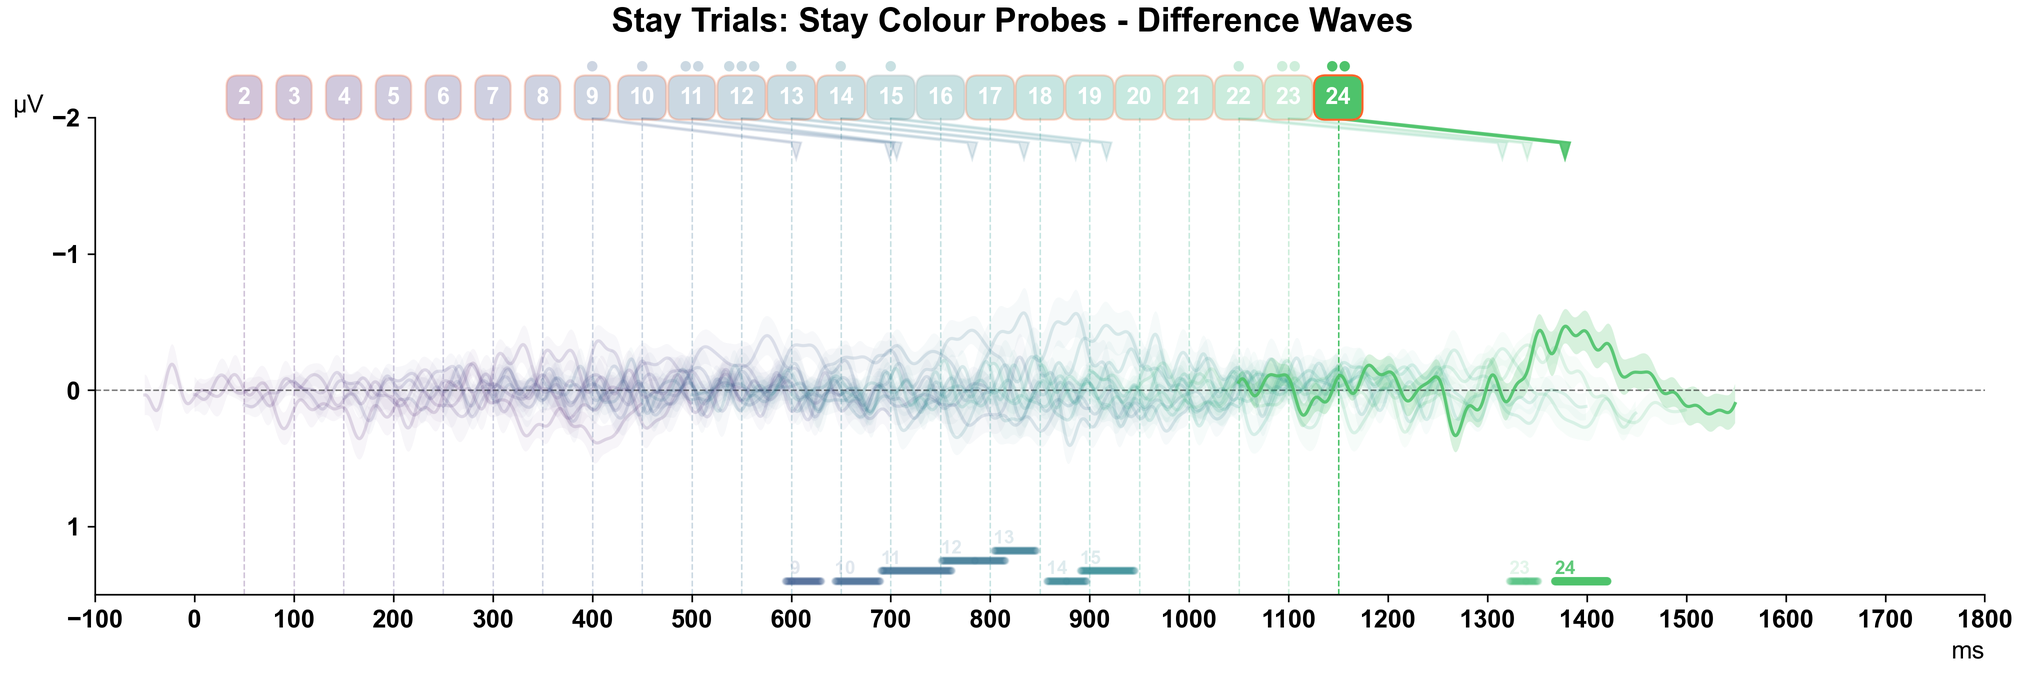 Stay Trials: Stay Colour Probes - Difference Waves
2 3 4 5 6 7 8 9 10 11 12 13 14 15 16 17 18 19 20 21 22 23 24
µV
−2
−1
0
1
13
12
11 15
9 10 14 23 24
−100 0 100 200 300 400 500 600 700 800 900 1000 1100 1200 1300 1400 1500 1600 1700 1800
ms